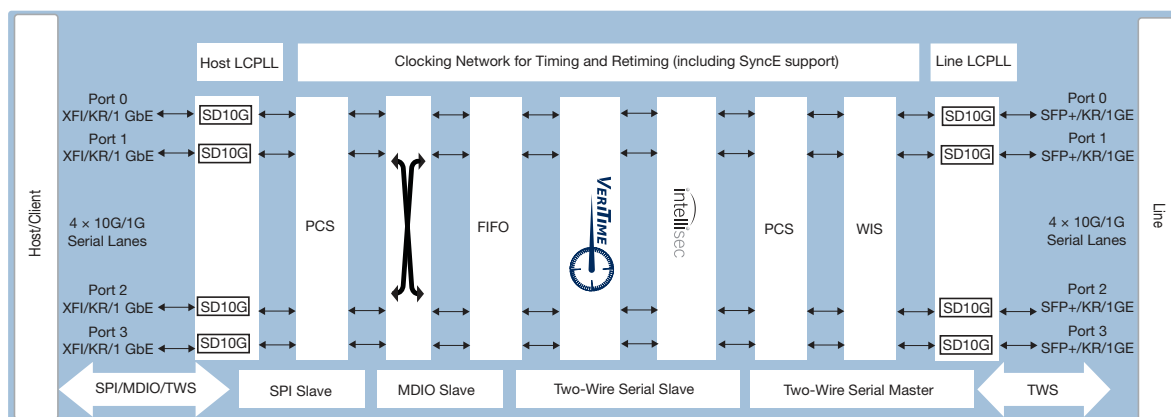 Host LCPLL
Clocking Network for Timing and Retiming (including SyncE support)
Line LCPLL
Host/Client
Port 0
XFI/KR/1 GbE
Port 1
XFI/KR/1 GbE
4 × 10G/1G
Serial Lanes
Port 2
XFI/KR/1 GbE
Port 3
XFI/KR/1 GbE
SD10G
SD10G
SD10G
SD10G
PCS
FIFO
VERITIME
intellisec
PCS
WIS
SD10G
SD10G
SD10G
SD10G
Port 0
SFP+/KR/1GE
Port 1
SFP+/KR/1GE
4 × 10G/1G
Serial Lanes
Port 2
SFP+/KR/1GE
Port 3
SFP+/KR/1GE
Line
SPI/MDIO/TWS
SPI Slave
MDIO Slave
Two-Wire Serial Slave
Two-Wire Serial Master
TWS